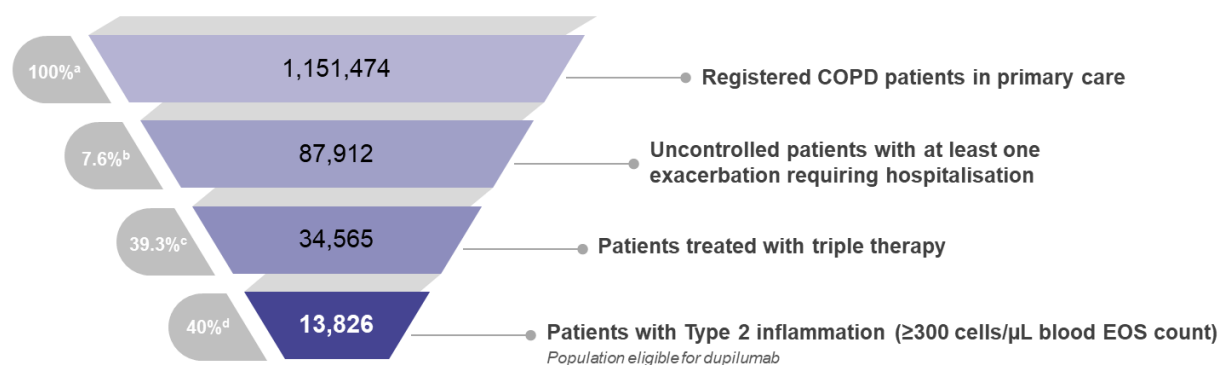 100%ᵃ
1,151,474
Registered COPD patients in primary care
7.6%ᵇ
87,912
Uncontrolled patients with at least one
exacerbation requiring hospitalisation
39.3%ᶜ
34,565
Patients treated with triple therapy
40%ᵈ
13,826
Patients with Type 2 inflammation (≥300 cells/µL blood EOS count)
Population eligible for dupilumab